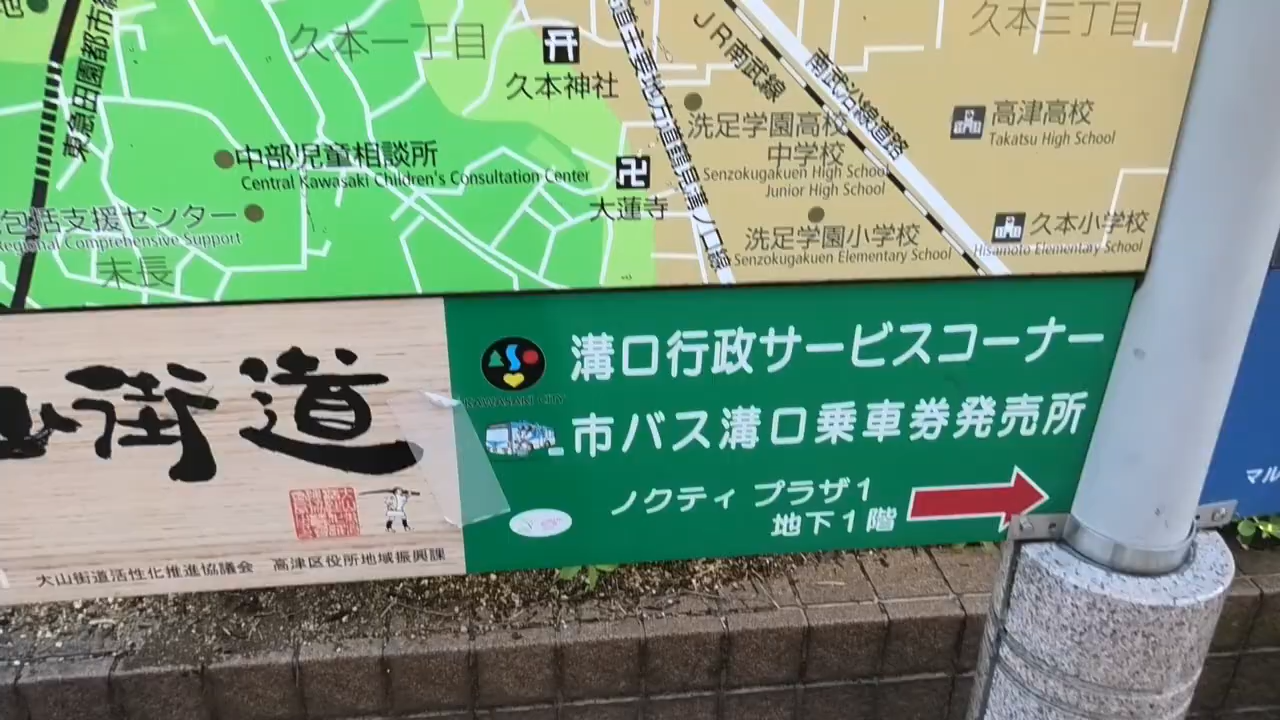 久本一丁目
久本三丁目
東急田園都市
久本神社
JR南武線
南武沿線道路
洗足学園高校
中学校
Senzokugakuen High School
Junior High School
高津高校
Takatsu High School
中部児童相談所
Central Kawasaki Children's Consultation Center
大蓮寺
包括支援センター
Regional Comprehensive Support
末長
洗足学園小学校
Senzokugakuen Elementary School
久本小学校
Hisamoto Elementary School
街道
大山街道活性化推進協議会 高津区役所地域振興課
KAWASAKI CITY
溝口行政サービスコーナー
市バス溝口乗車券発売所
ノクティ プラザ1
地下1階
マル